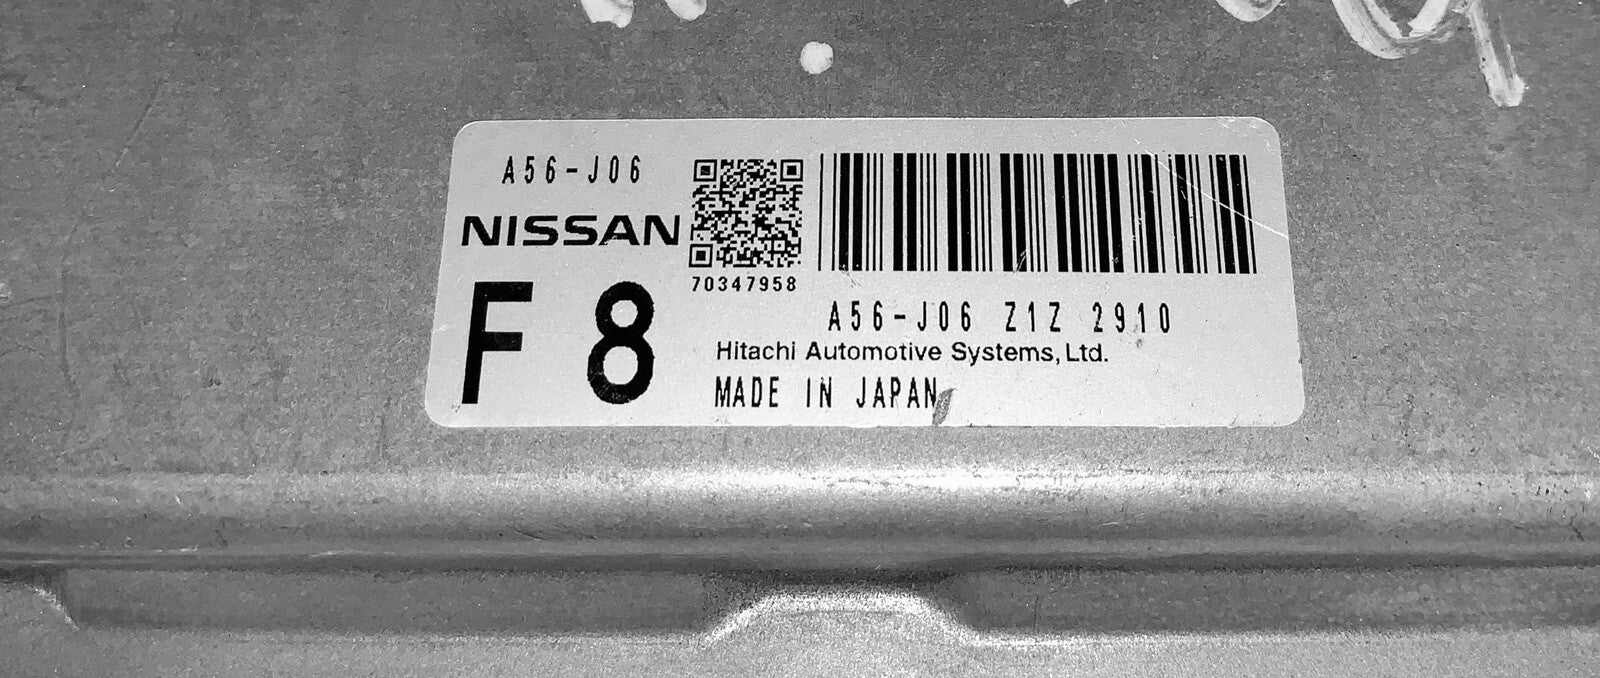 A56-J06
NISSAN
F 8
70347958
A56-J06 Z1Z 2910
Hitachi Automotive Systems, Ltd.
MADE IN JAPAN